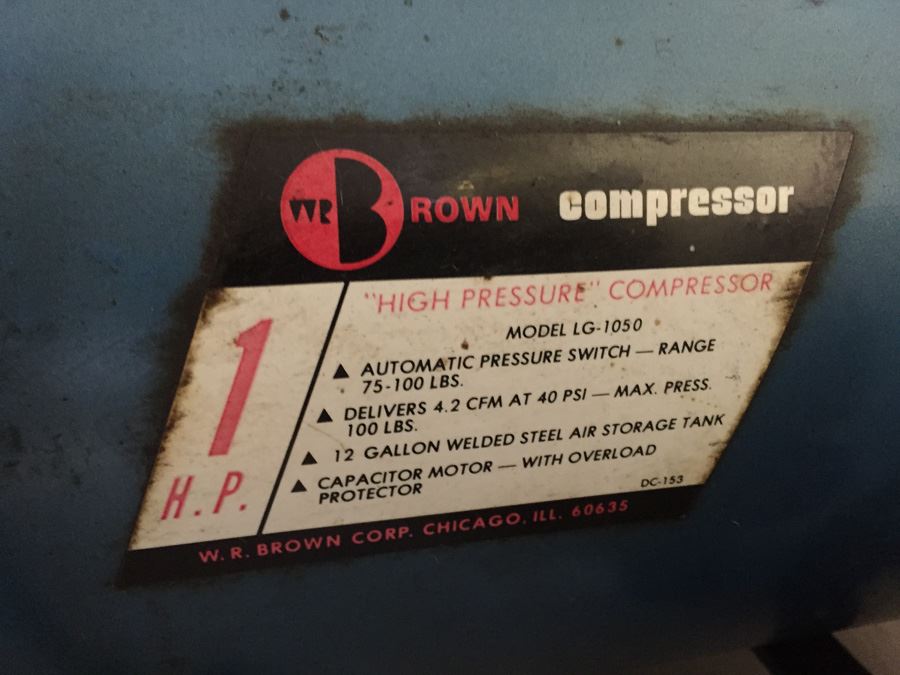 WR BROWN compressor
"HIGH PRESSURE" COMPRESSOR
MODEL LG-1050
▲ AUTOMATIC PRESSURE SWITCH — RANGE
75-100 LBS.
▲ DELIVERS 4.2 CFM AT 40 PSI — MAX. PRESS.
100 LBS.
▲ 12 GALLON WELDED STEEL AIR STORAGE TANK
▲ CAPACITOR MOTOR — WITH OVERLOAD
PROTECTOR
DC-153
1
H.P.
W. R. BROWN CORP. CHICAGO, ILL. 60635